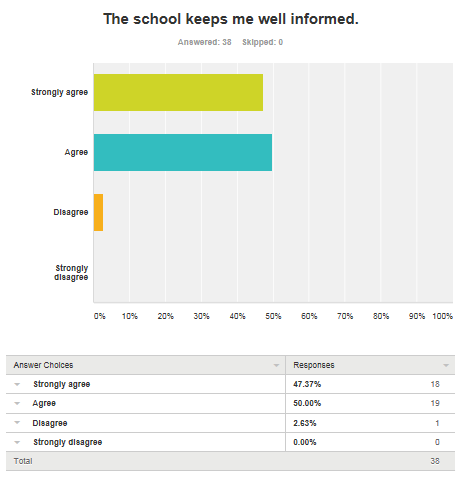 The school keeps me well informed.
Answered: 38 Skipped: 0
Strongly agree
Agree
Disagree
Strongly
disagree
0% 10% 20% 30% 40% 50% 60% 70% 80% 90% 100%
Answer Choices Responses
Strongly agree 47.37% 18
Agree 50.00% 19
Disagree 2.63% 1
Strongly disagree 0.00% 0
Total 38